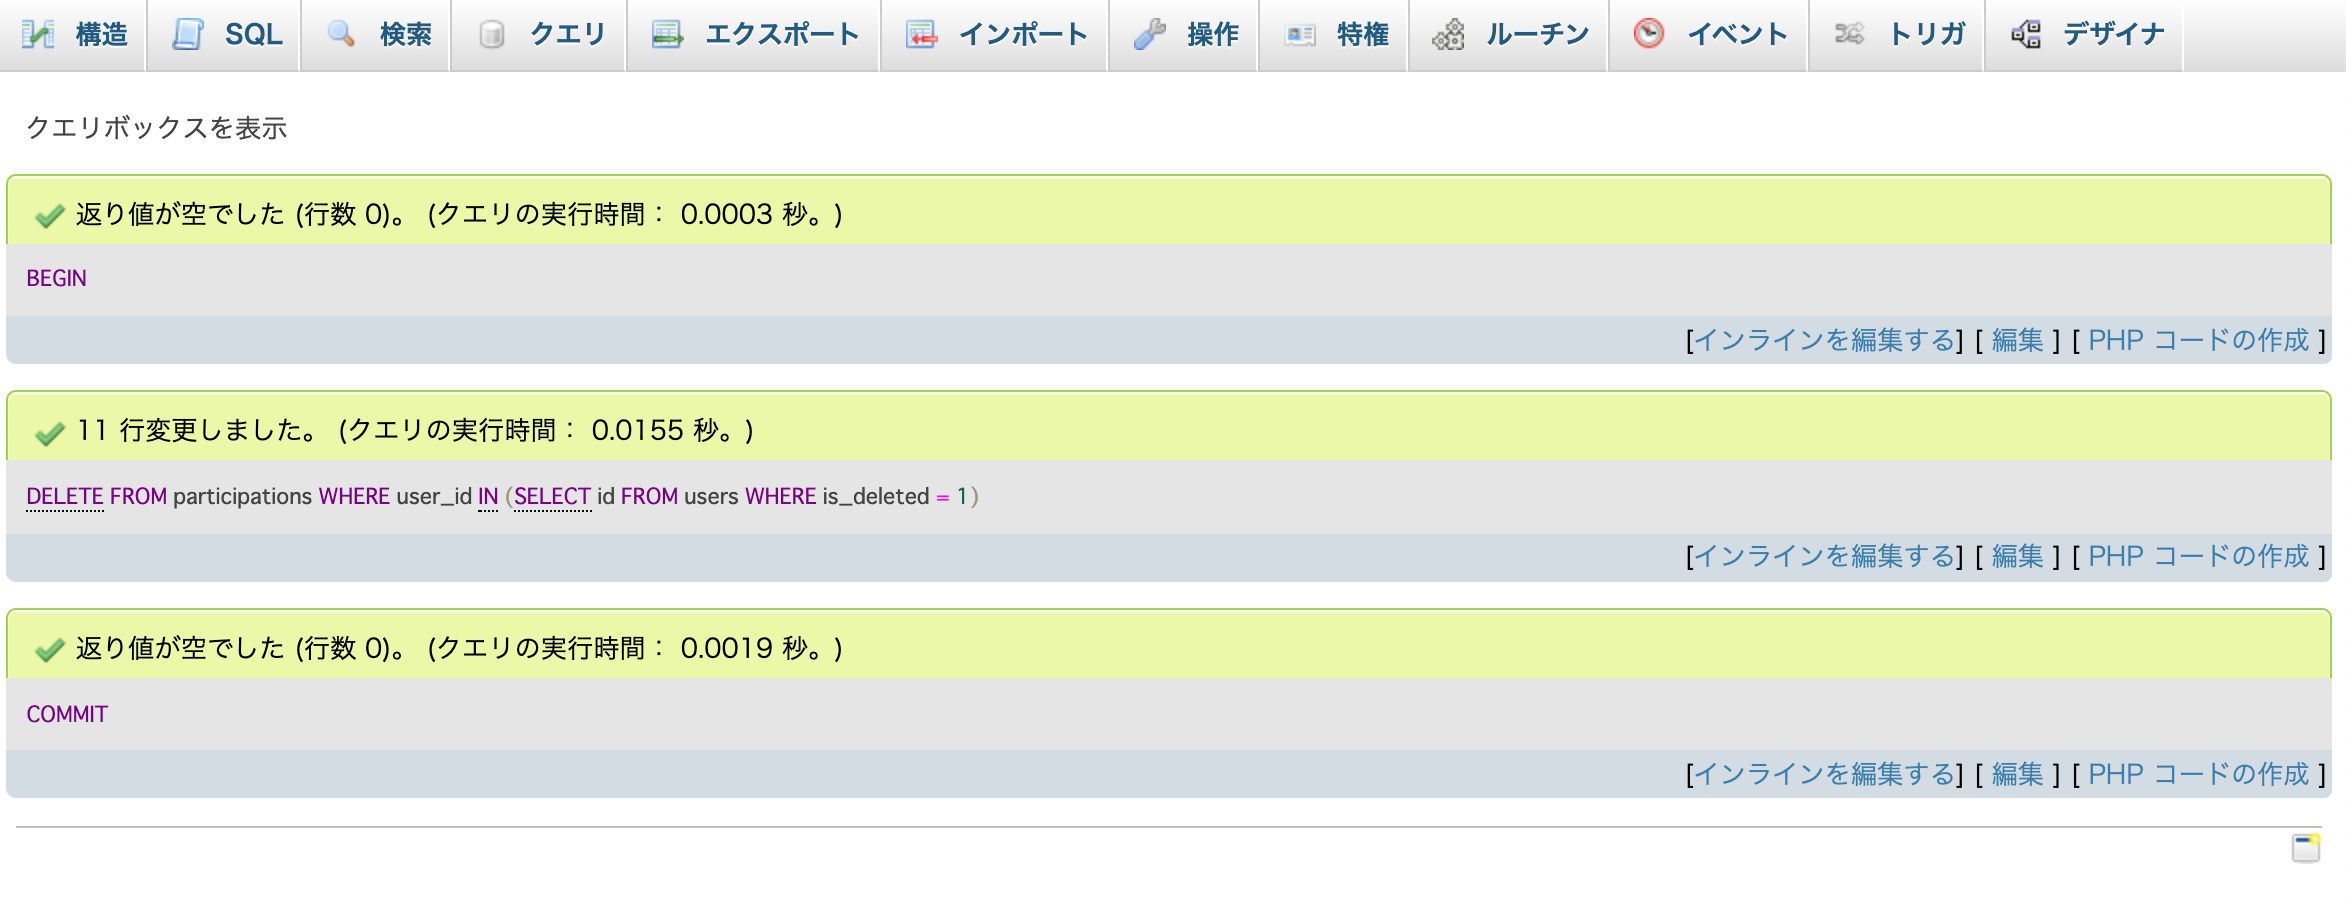 構造 SQL 検索 クエリ エクスポート インポート 操作 特権 ルーチン イベント トリガ デザイナ
クエリボックスを表示
返り値が空でした (行数 0)。 (クエリの実行時間： 0.0003 秒。)
BEGIN
[インラインを編集する] [ 編集 ] [ PHP コードの作成 ]
11 行変更しました。 (クエリの実行時間： 0.0155 秒。)
DELETE FROM participations WHERE user_id IN (SELECT id FROM users WHERE is_deleted = 1)
[インラインを編集する] [ 編集 ] [ PHP コードの作成 ]
返り値が空でした (行数 0)。 (クエリの実行時間： 0.0019 秒。)
COMMIT
[インラインを編集する] [ 編集 ] [ PHP コードの作成 ]